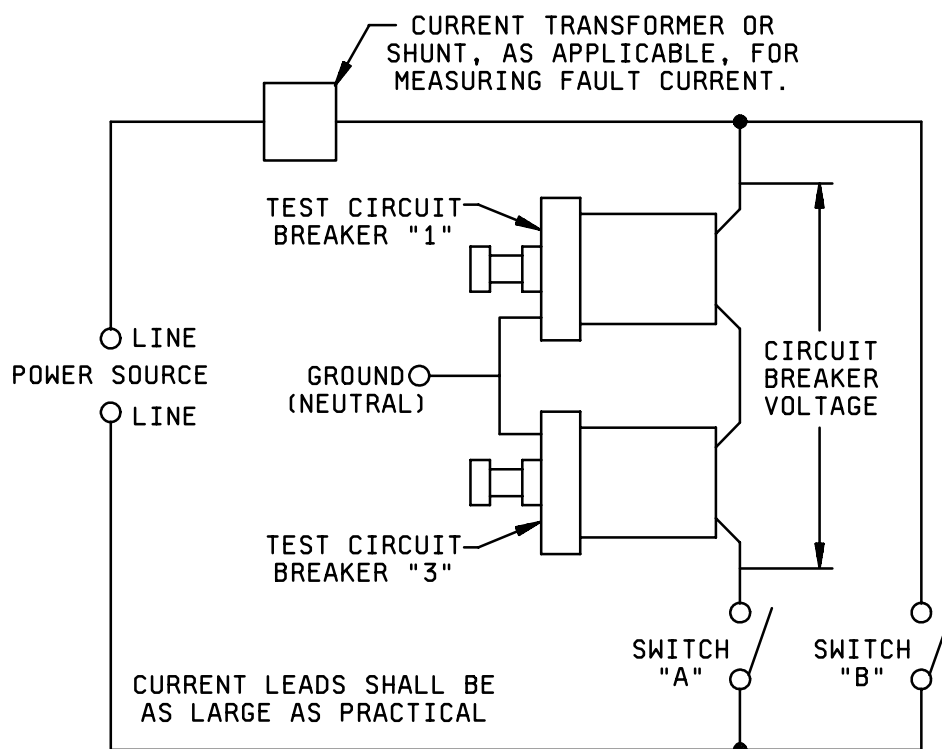 CURRENT TRANSFORMER OR
SHUNT, AS APPLICABLE, FOR
MEASURING FAULT CURRENT.
TEST CIRCUIT
BREAKER "1"
LINE
POWER SOURCE
LINE
GROUND
(NEUTRAL)
CIRCUIT
BREAKER
VOLTAGE
TEST CIRCUIT
BREAKER "3"
SWITCH
"A"
SWITCH
"B"
CURRENT LEADS SHALL BE
AS LARGE AS PRACTICAL